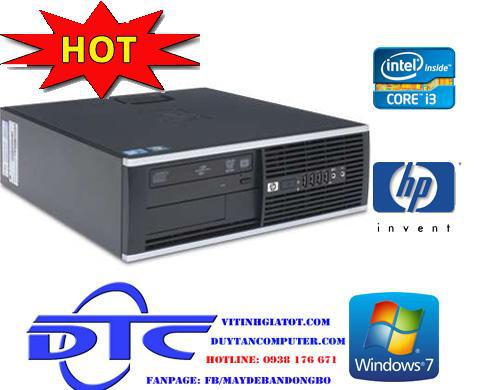 HOT
intel inside
CORE i3
hp
invent
DTC
VITINHGIATOT.COM
DUYTANCOMPUTER.COM
HOTLINE: 0938 176 671
FANPAGE: FB/MAYDEBANDONGBO
Windows 7